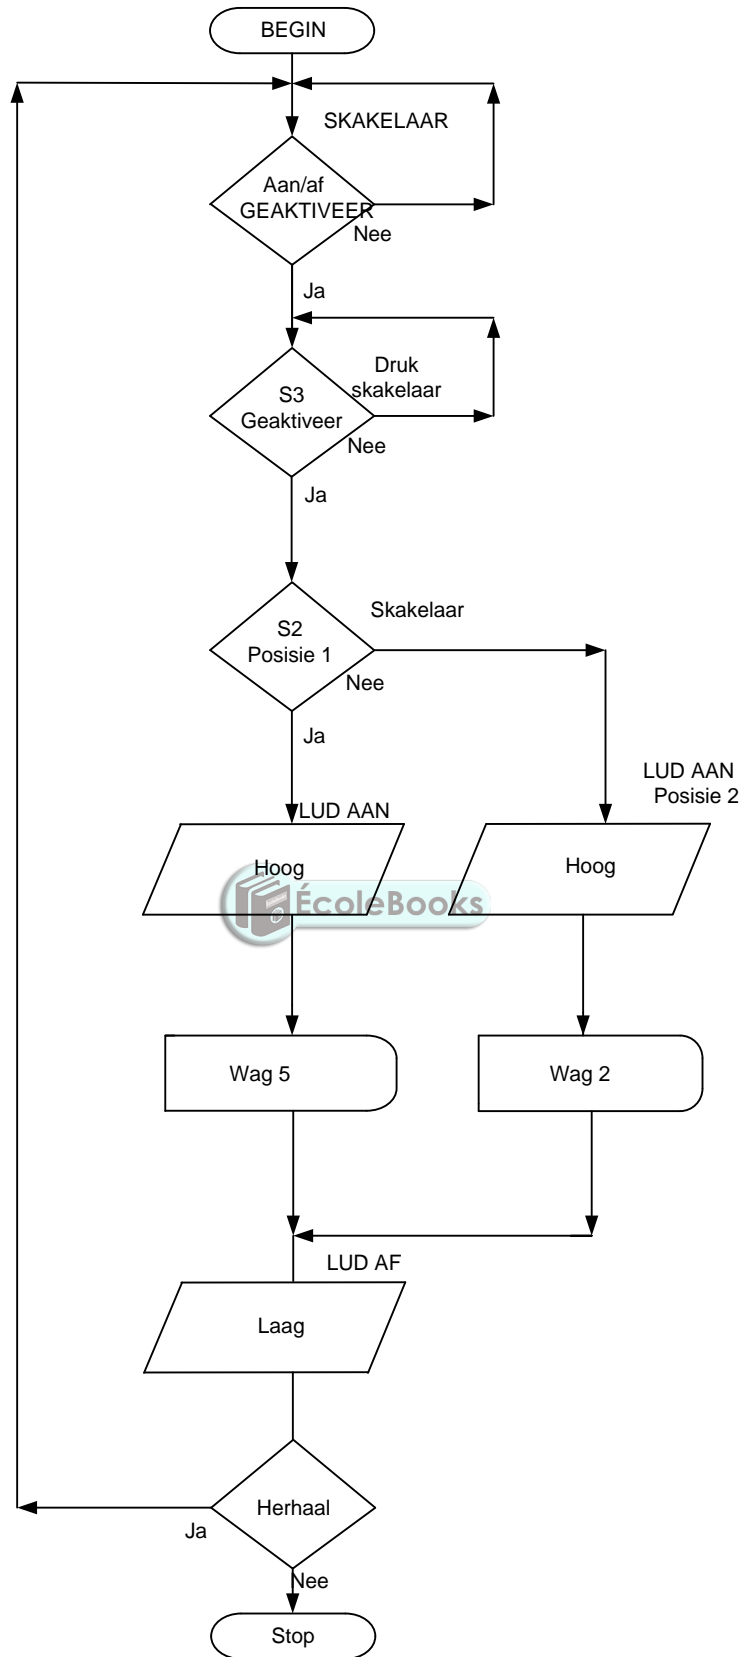 BEGIN
SKAKELAAR
Aan/af
GEAKTIVEER
Nee
Ja
Druk
skakelaar
S3
Geaktiveer
Nee
Ja
Skakelaar
S2
Posisie 1
Nee
Ja
LUD AAN
Posisie 2
LUD AAN
Hoog
Hoog
ÉcoleBooks
Wag 5
Wag 2
LUD AF
Laag
Herhaal
Ja
Nee
Stop